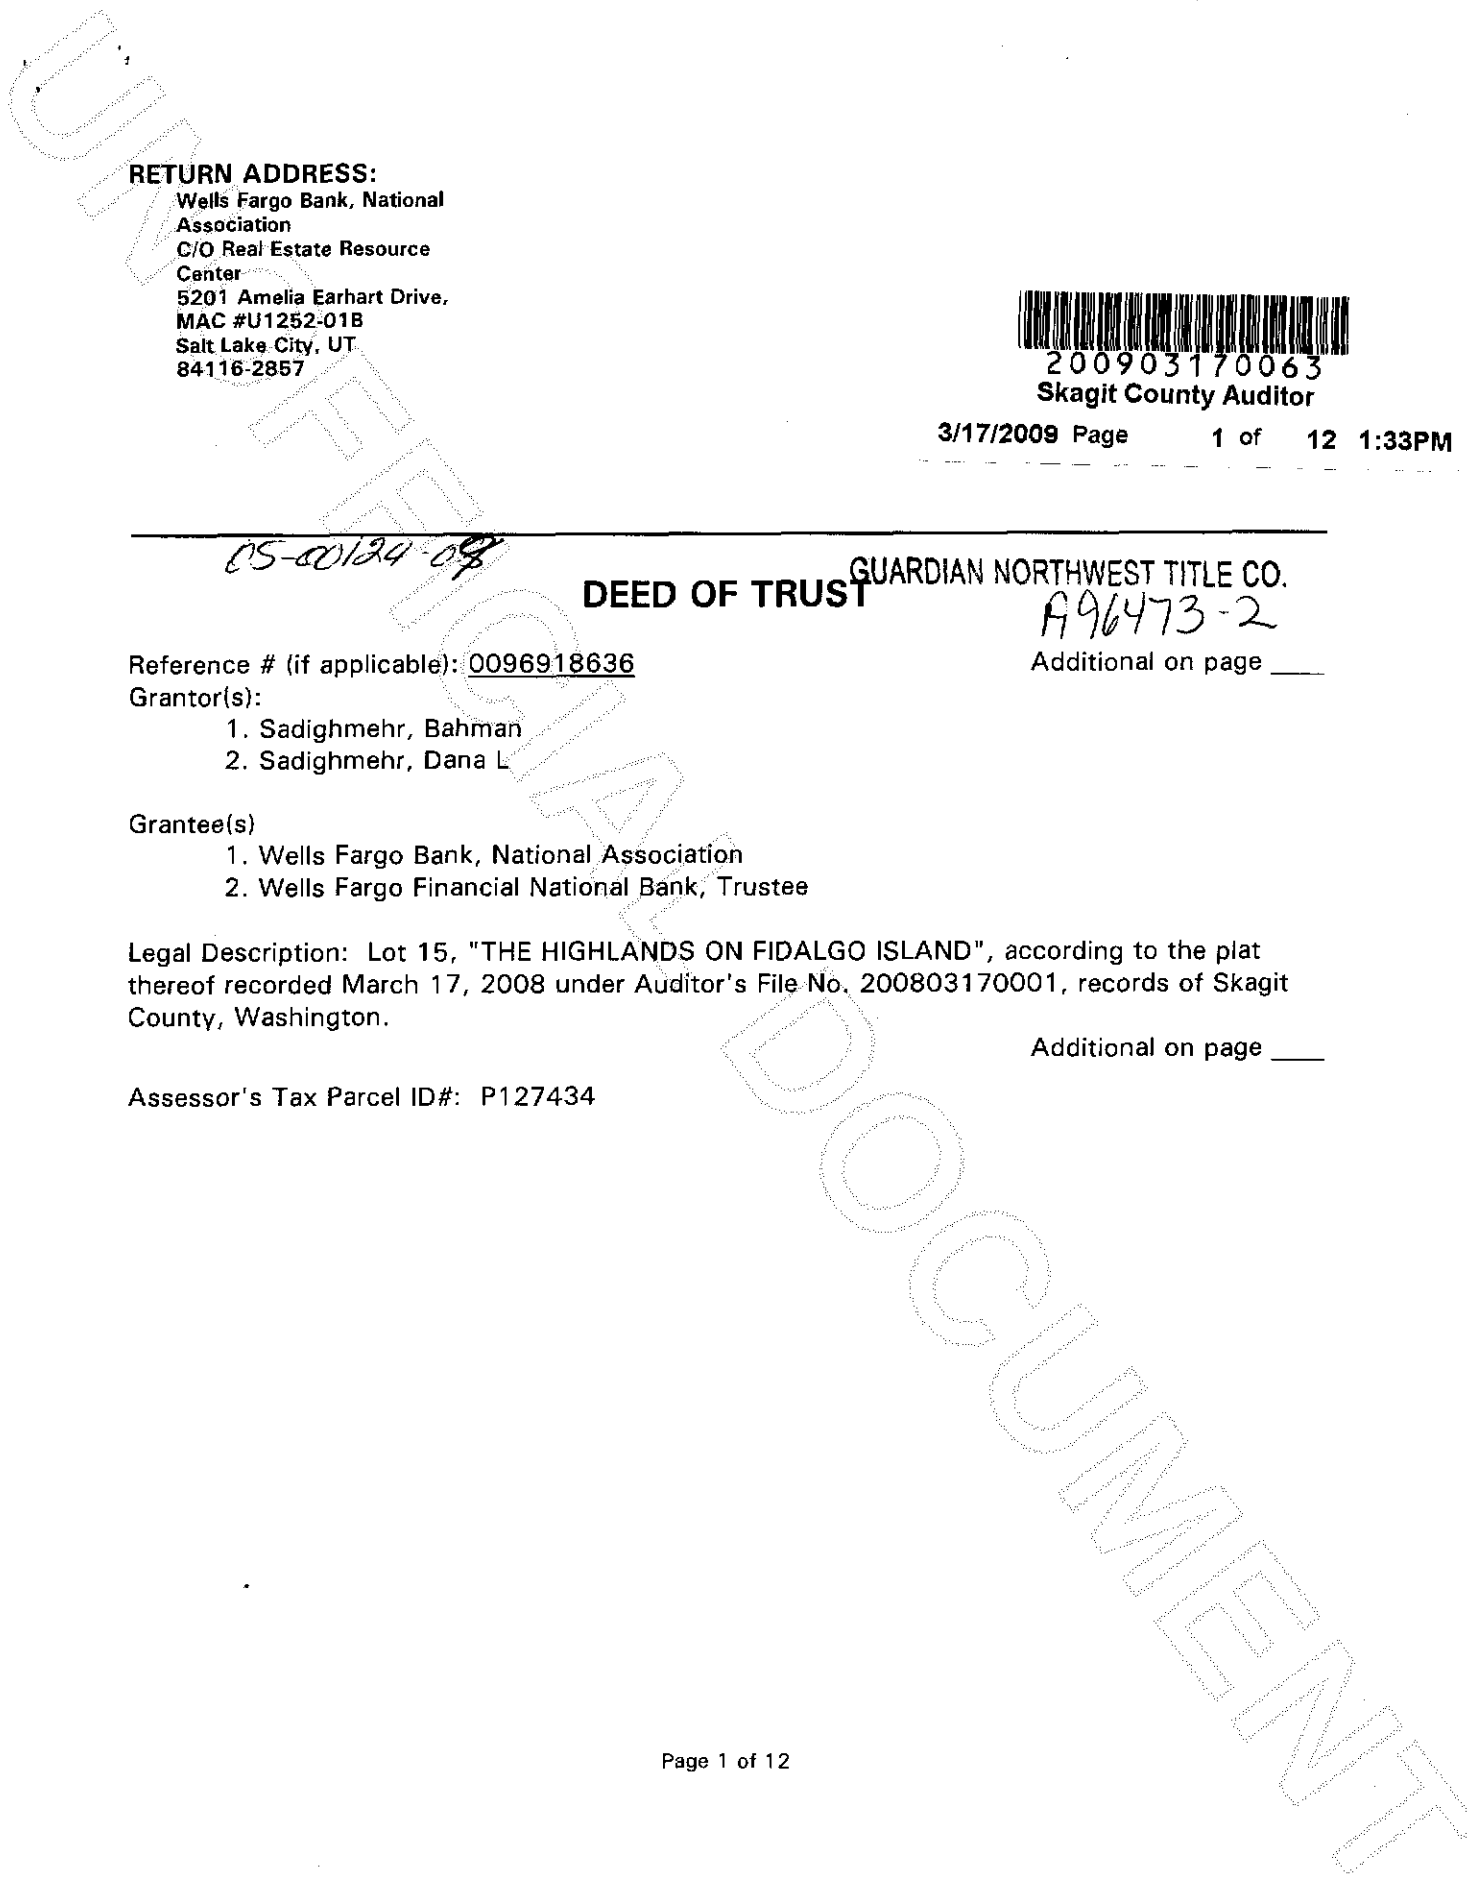 RETURN ADDRESS:
Wells Fargo Bank, National
Association
C/O Real Estate Resource
Center
5201 Amelia Earhart Drive,
MAC #U1252-01B
Salt Lake City, UT
84116-2857
200903170063
Skagit County Auditor
3/17/2009 Page 1 of 12 1:33PM
DEED OF TRUST
GUARDIAN NORTHWEST TITLE CO.
A96473-2
Reference # (if applicable): 0096918636 Additional on page ____
Grantor(s):
1. Sadighmehr, Bahman
2. Sadighmehr, Dana L
Grantee(s)
1. Wells Fargo Bank, National Association
2. Wells Fargo Financial National Bank, Trustee
Legal Description: Lot 15, "THE HIGHLANDS ON FIDALGO ISLAND", according to the plat
thereof recorded March 17, 2008 under Auditor's File No. 200803170001, records of Skagit
County, Washington.
Additional on page ____
Assessor's Tax Parcel ID#: P127434
Page 1 of 12
UNOFFICIAL DOCUMENT